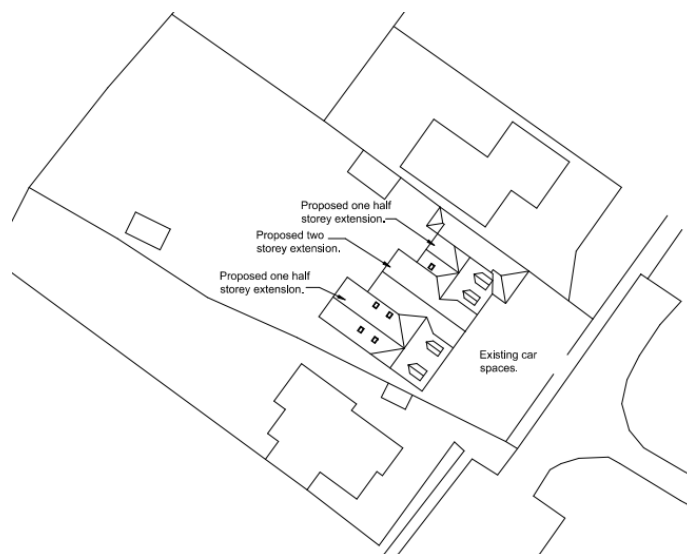 Proposed one half
storey extension.
Proposed two
storey extension.
Proposed one half
storey extension.
Existing car
spaces.